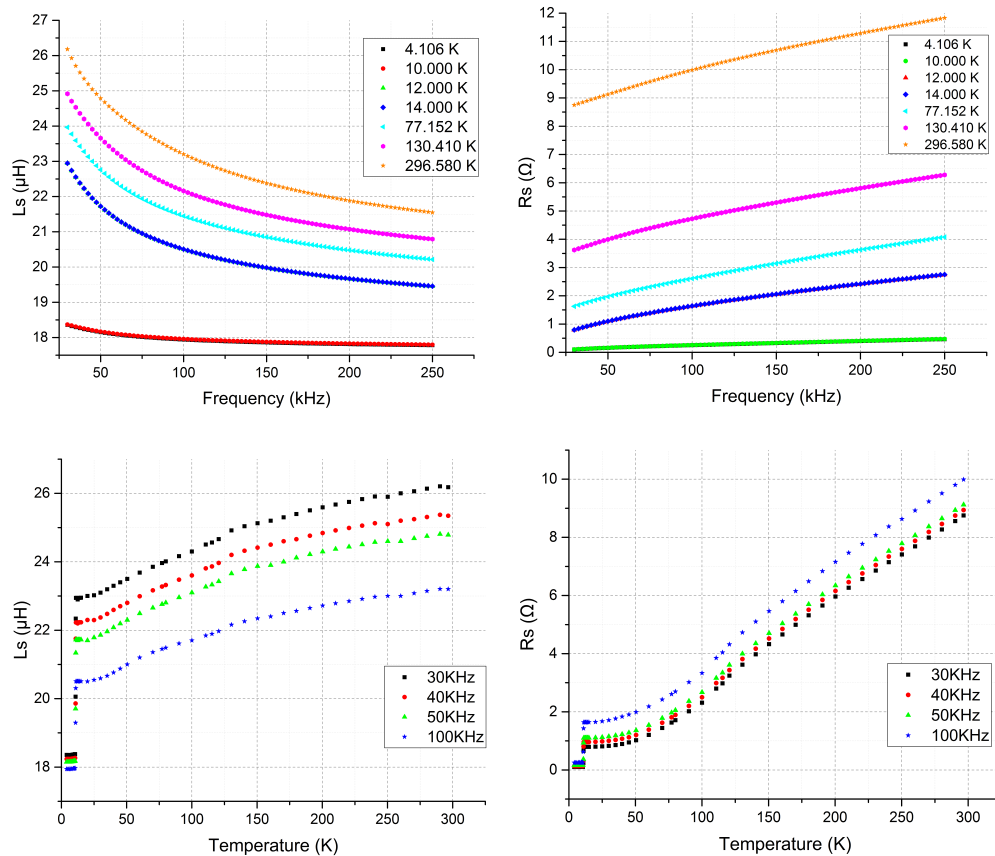 27
26
25
24
23
22
21
20
19
18
Ls (µH)
50
100
150
200
250
Frequency (kHz)
4.106 K
10.000 K
12.000 K
14.000 K
77.152 K
130.410 K
296.580 K
12
11
10
9
8
7
6
5
4
3
2
1
0
Rs (Ω)
50
100
150
200
250
Frequency (kHz)
4.106 K
10.000 K
12.000 K
14.000 K
77.152 K
130.410 K
296.580 K
26
24
22
20
18
Ls (µH)
0
50
100
150
200
250
300
Temperature (K)
30KHz
40KHz
50KHz
100KHz
10
8
6
4
2
0
Rs (Ω)
0
50
100
150
200
250
300
Temperature (K)
30KHz
40KHz
50KHz
100KHz